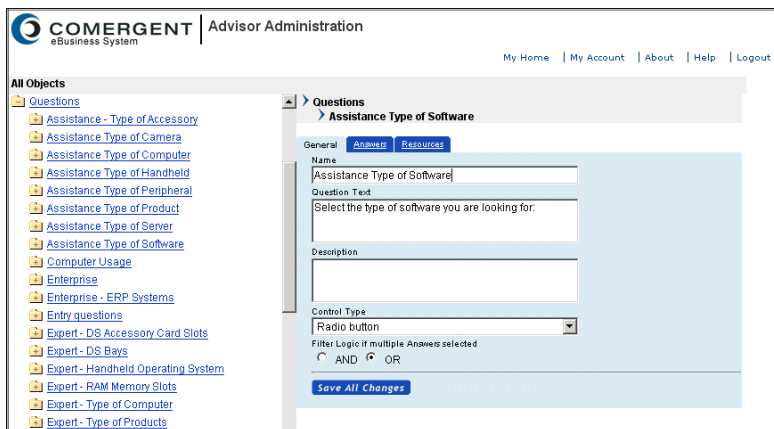 COMERGENT
eBusiness System
Advisor Administration
My Home | My Account | About | Help | Logout
All Objects
Questions
Assistance - Type of Accessory
Assistance Type of Camera
Assistance Type of Computer
Assistance Type of Handheld
Assistance Type of Peripheral
Assistance Type of Product
Assistance Type of Server
Assistance Type of Software
Computer Usage
Enterprise
Enterprise - ERP Systems
Entry questions
Expert - DS Accessory Card Slots
Expert - DS Bays
Expert - Handheld Operating System
Expert - RAM Memory Slots
Expert - Type of Computer
Expert - Type of Products
Questions
Assistance Type of Software
General Answers Resources
Name
Assistance Type of Software
Question Text
Select the type of software you are looking for:
Description
Control Type
Radio button
Filter Logic if multiple Answers selected
AND OR
Save All Changes